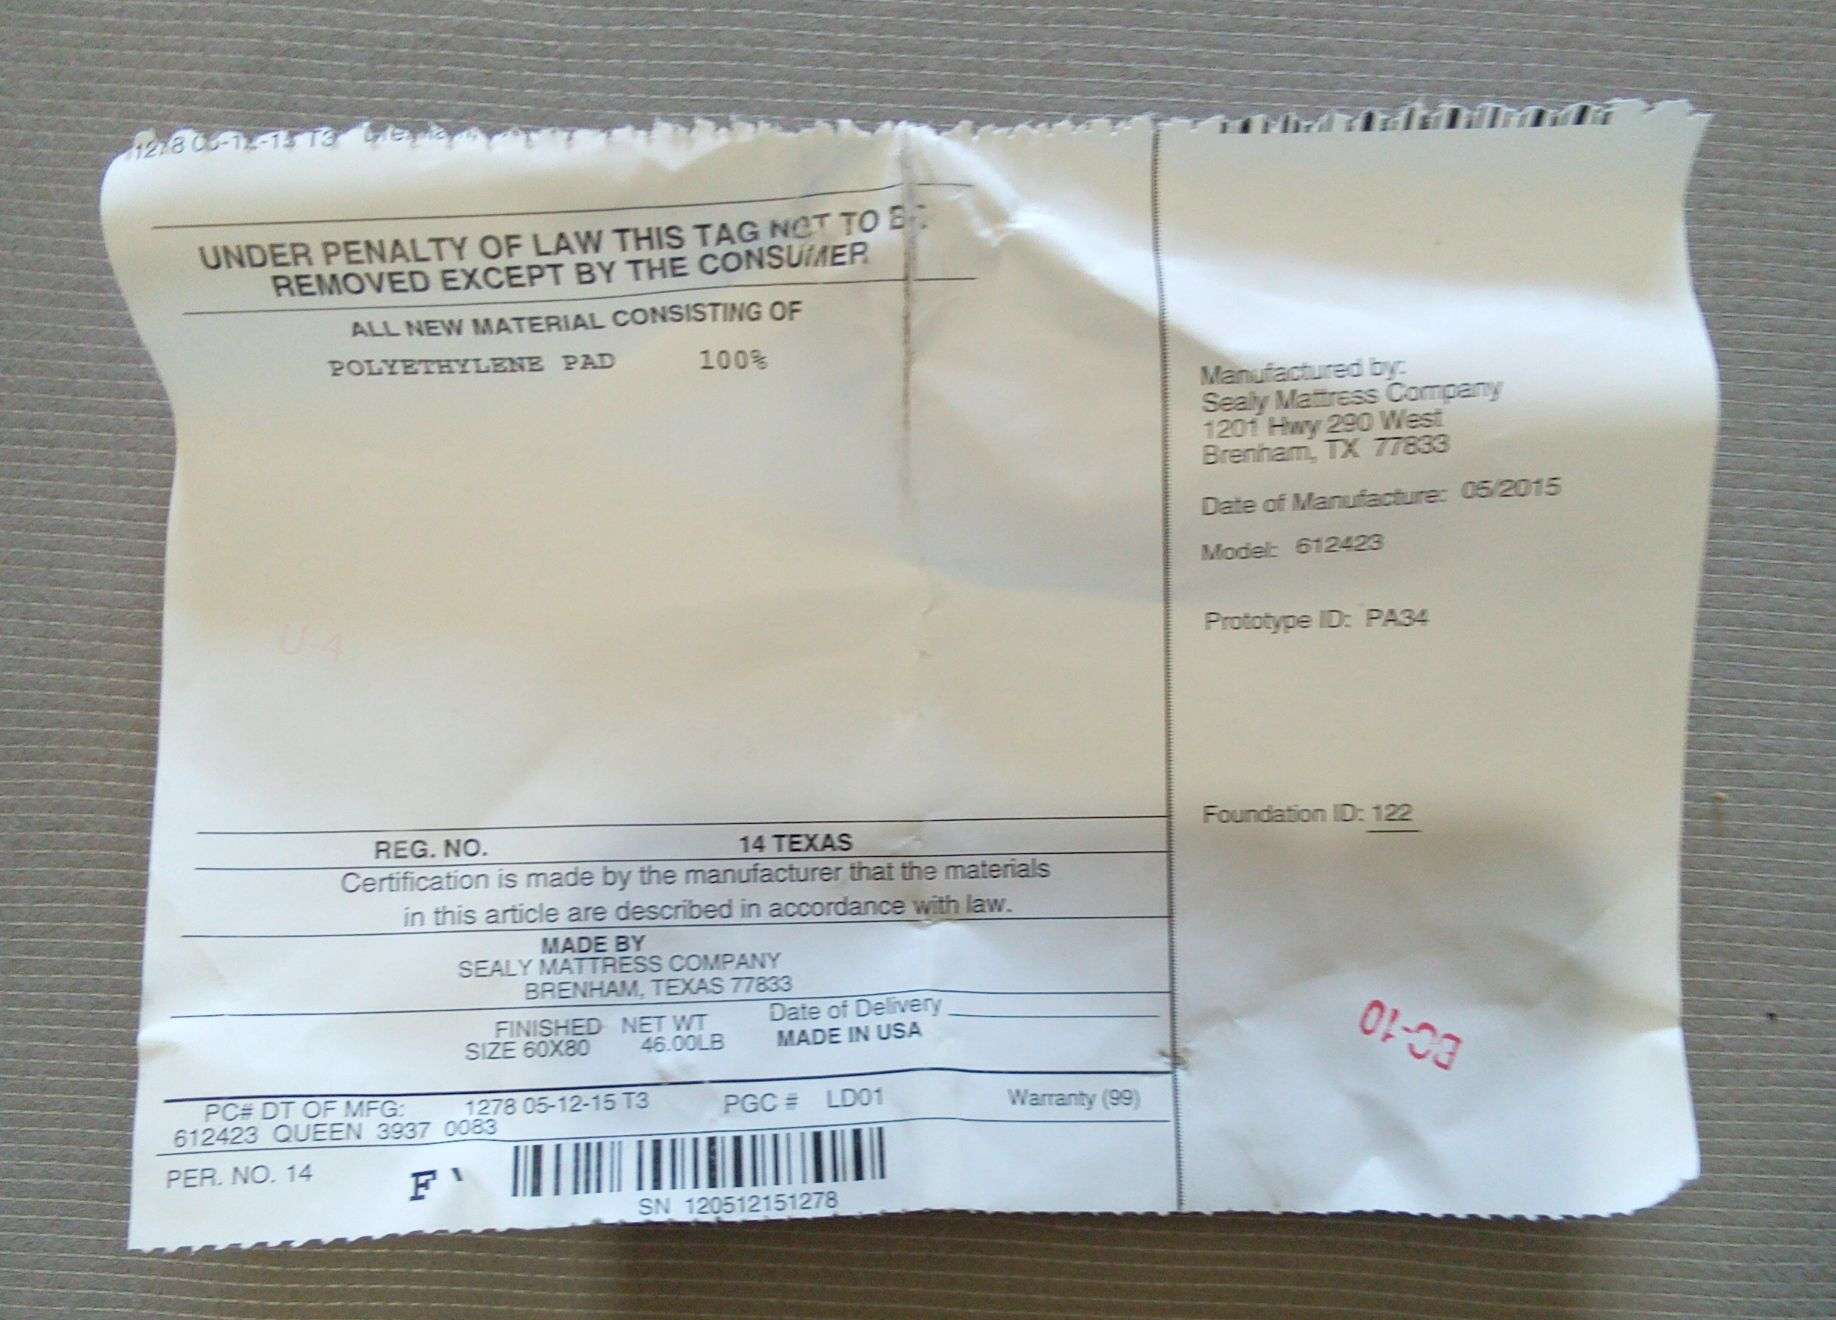 1278 05-12-15 T3
UNDER PENALTY OF LAW THIS TAG NOT TO BE
REMOVED EXCEPT BY THE CONSUMER
ALL NEW MATERIAL CONSISTING OF
POLYETHYLENE PAD 100%
U-4
REG. NO. 14 TEXAS
Certification is made by the manufacturer that the materials
in this article are described in accordance with law.
MADE BY
SEALY MATTRESS COMPANY
BRENHAM, TEXAS 77833
FINISHED NET WT Date of Delivery
SIZE 60X80 46.00LB MADE IN USA
PC# DT OF MFG: 1278 05-12-15 T3 PGC # LD01 Warranty (99)
612423 QUEEN 3937 0083
PER. NO. 14 F
SN 120512151278
Manufactured by:
Sealy Mattress Company
1201 Hwy 290 West
Brenham, TX 77833
Date of Manufacture: 05/2015
Model: 612423
Prototype ID: PA34
Foundation ID: 122
EC-10